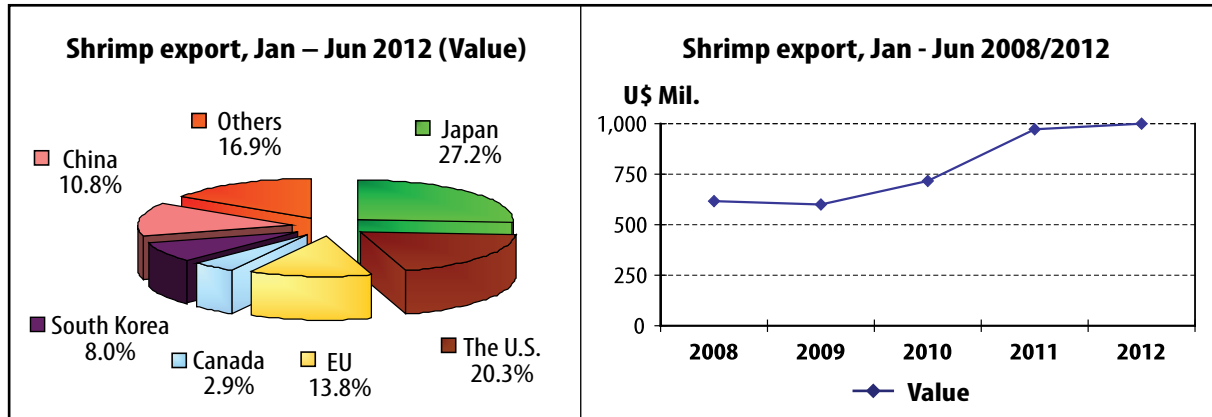 Shrimp export, Jan – Jun 2012 (Value)
Others
16.9%
Japan
27.2%
China
10.8%
South Korea
8.0%
Canada
2.9%
EU
13.8%
The U.S.
20.3%
Shrimp export, Jan - Jun 2008/2012
U$ Mil.
1,000
750
500
250
0
2008 2009 2010 2011 2012
Value